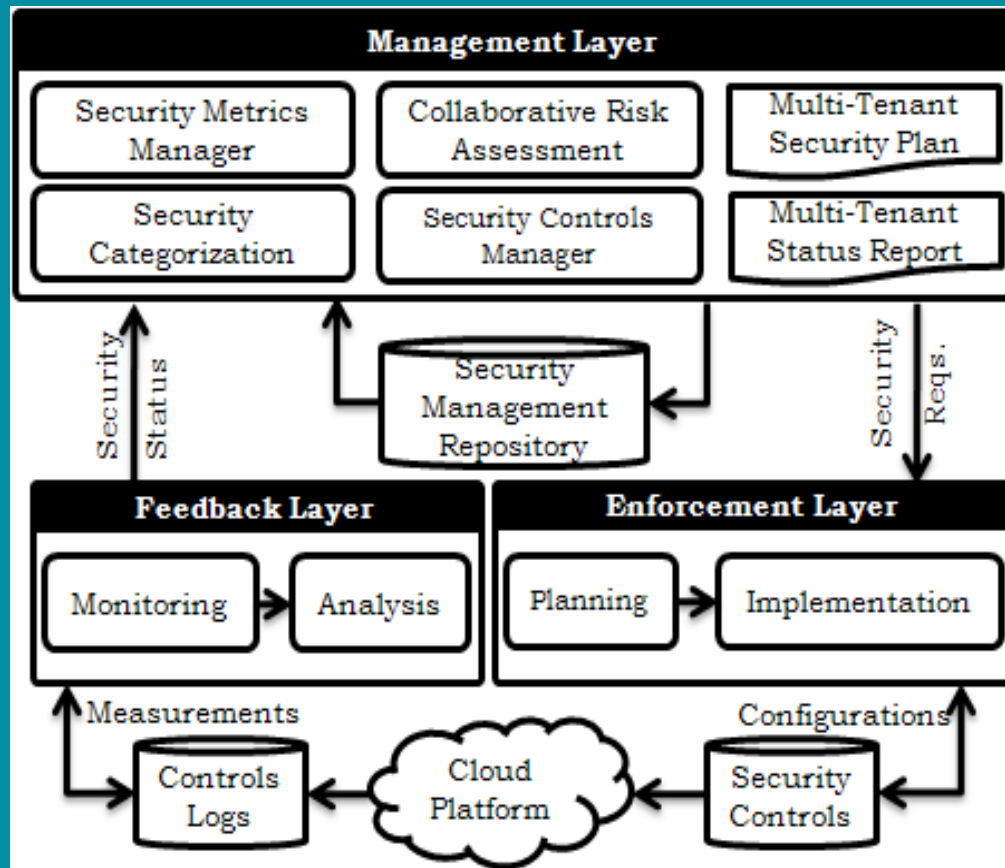 Management Layer
Security Metrics
Manager
Collaborative Risk
Assessment
Multi-Tenant
Security Plan
Security
Categorization
Security Controls
Manager
Multi-Tenant
Status Report
Security
Status
Security
Management
Repository
Security
Reqs.
Feedback Layer
Monitoring
Analysis
Enforcement Layer
Planning
Implementation
Measurements
Configurations
Controls
Logs
Cloud
Platform
Security
Controls